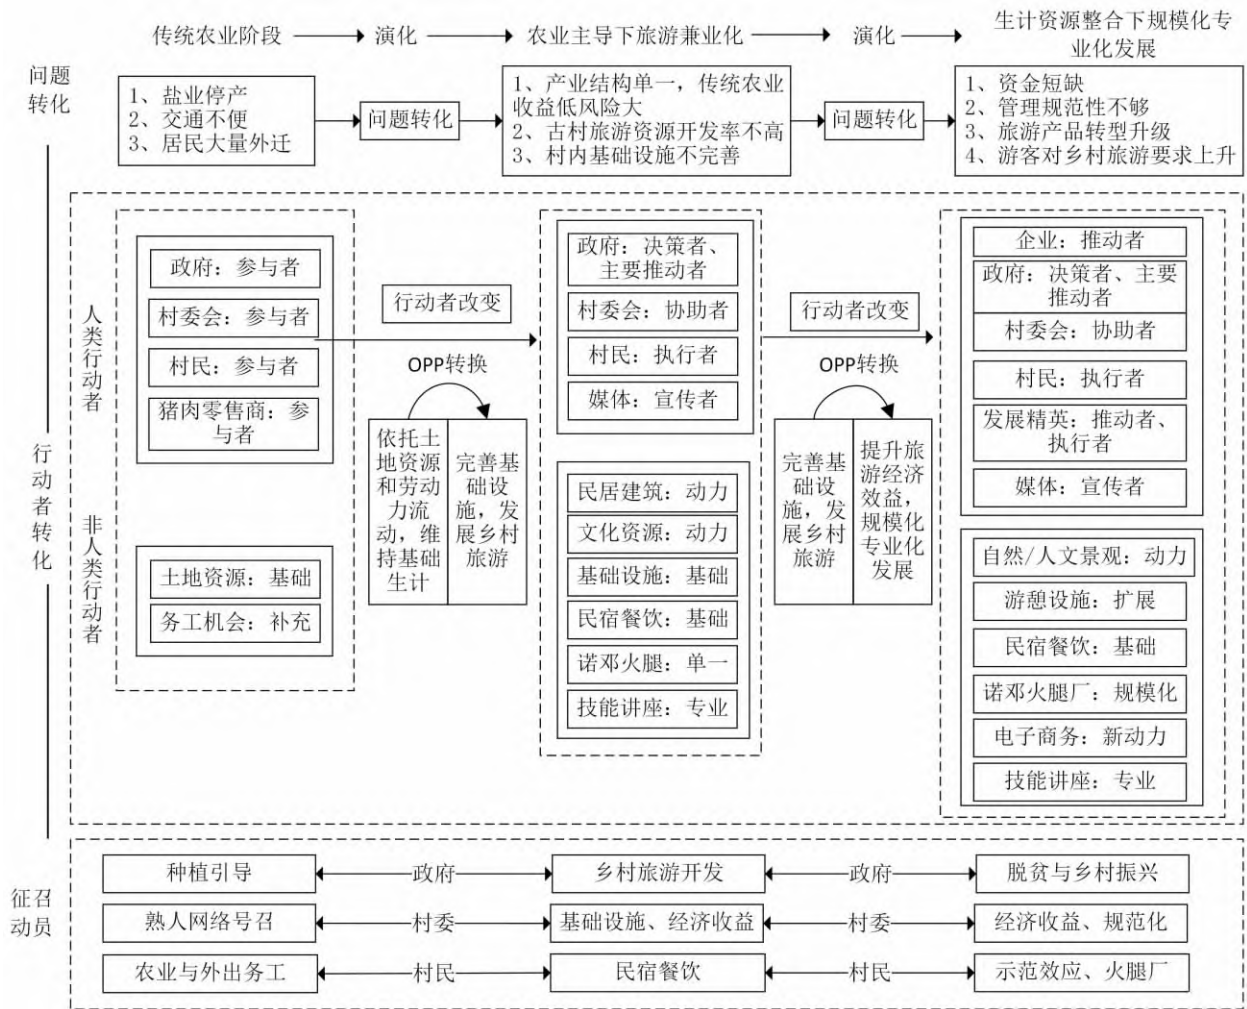 传统农业阶段
演化
农业主导下旅游兼业化
演化
生计资源整合下规模化专
业化发展
问题
转化
1、盐业停产
2、交通不便
3、居民大量外迁
问题转化
1、产业结构单一，传统农业
收益低风险大
2、古村旅游资源开发率不高
3、村内基础设施不完善
问题转化
1、资金短缺
2、管理规范性不够
3、旅游产品转型升级
4、游客对乡村旅游要求上升
行动者转化
人类行动者
政府：参与者
村委会：参与者
村民：参与者
猪肉零售商：参
与者
非人类行动者
土地资源：基础
务工机会：补充
行动者改变
OPP转换
依托土
地资源
和劳动
力流
动，维
持基础
生计
完善基
础设
施，发
展乡村
旅游
政府：决策者、
主要推动者
村委会：协助者
村民：执行者
媒体：宣传者
民居建筑：动力
文化资源：动力
基础设施：基础
民宿餐饮：基础
诺邓火腿：单一
技能讲座：专业
行动者改变
OPP转换
完善基
础设
施，发
展乡村
旅游
提升旅
游经济
效益，
规模化
专业化
发展
企业：推动者
政府：决策者、主要
推动者
村委会：协助者
村民：执行者
发展精英：推动者、
执行者
媒体：宣传者
自然/人文景观：动力
游憩设施：扩展
民宿餐饮：基础
诺邓火腿厂：规模化
电子商务：新动力
技能讲座：专业
征召
动员
种植引导
政府
乡村旅游开发
政府
脱贫与乡村振兴
熟人网络号召
村委
基础设施、经济收益
村委
经济收益、规范化
农业与外出务工
村民
民宿餐饮
村民
示范效应、火腿厂